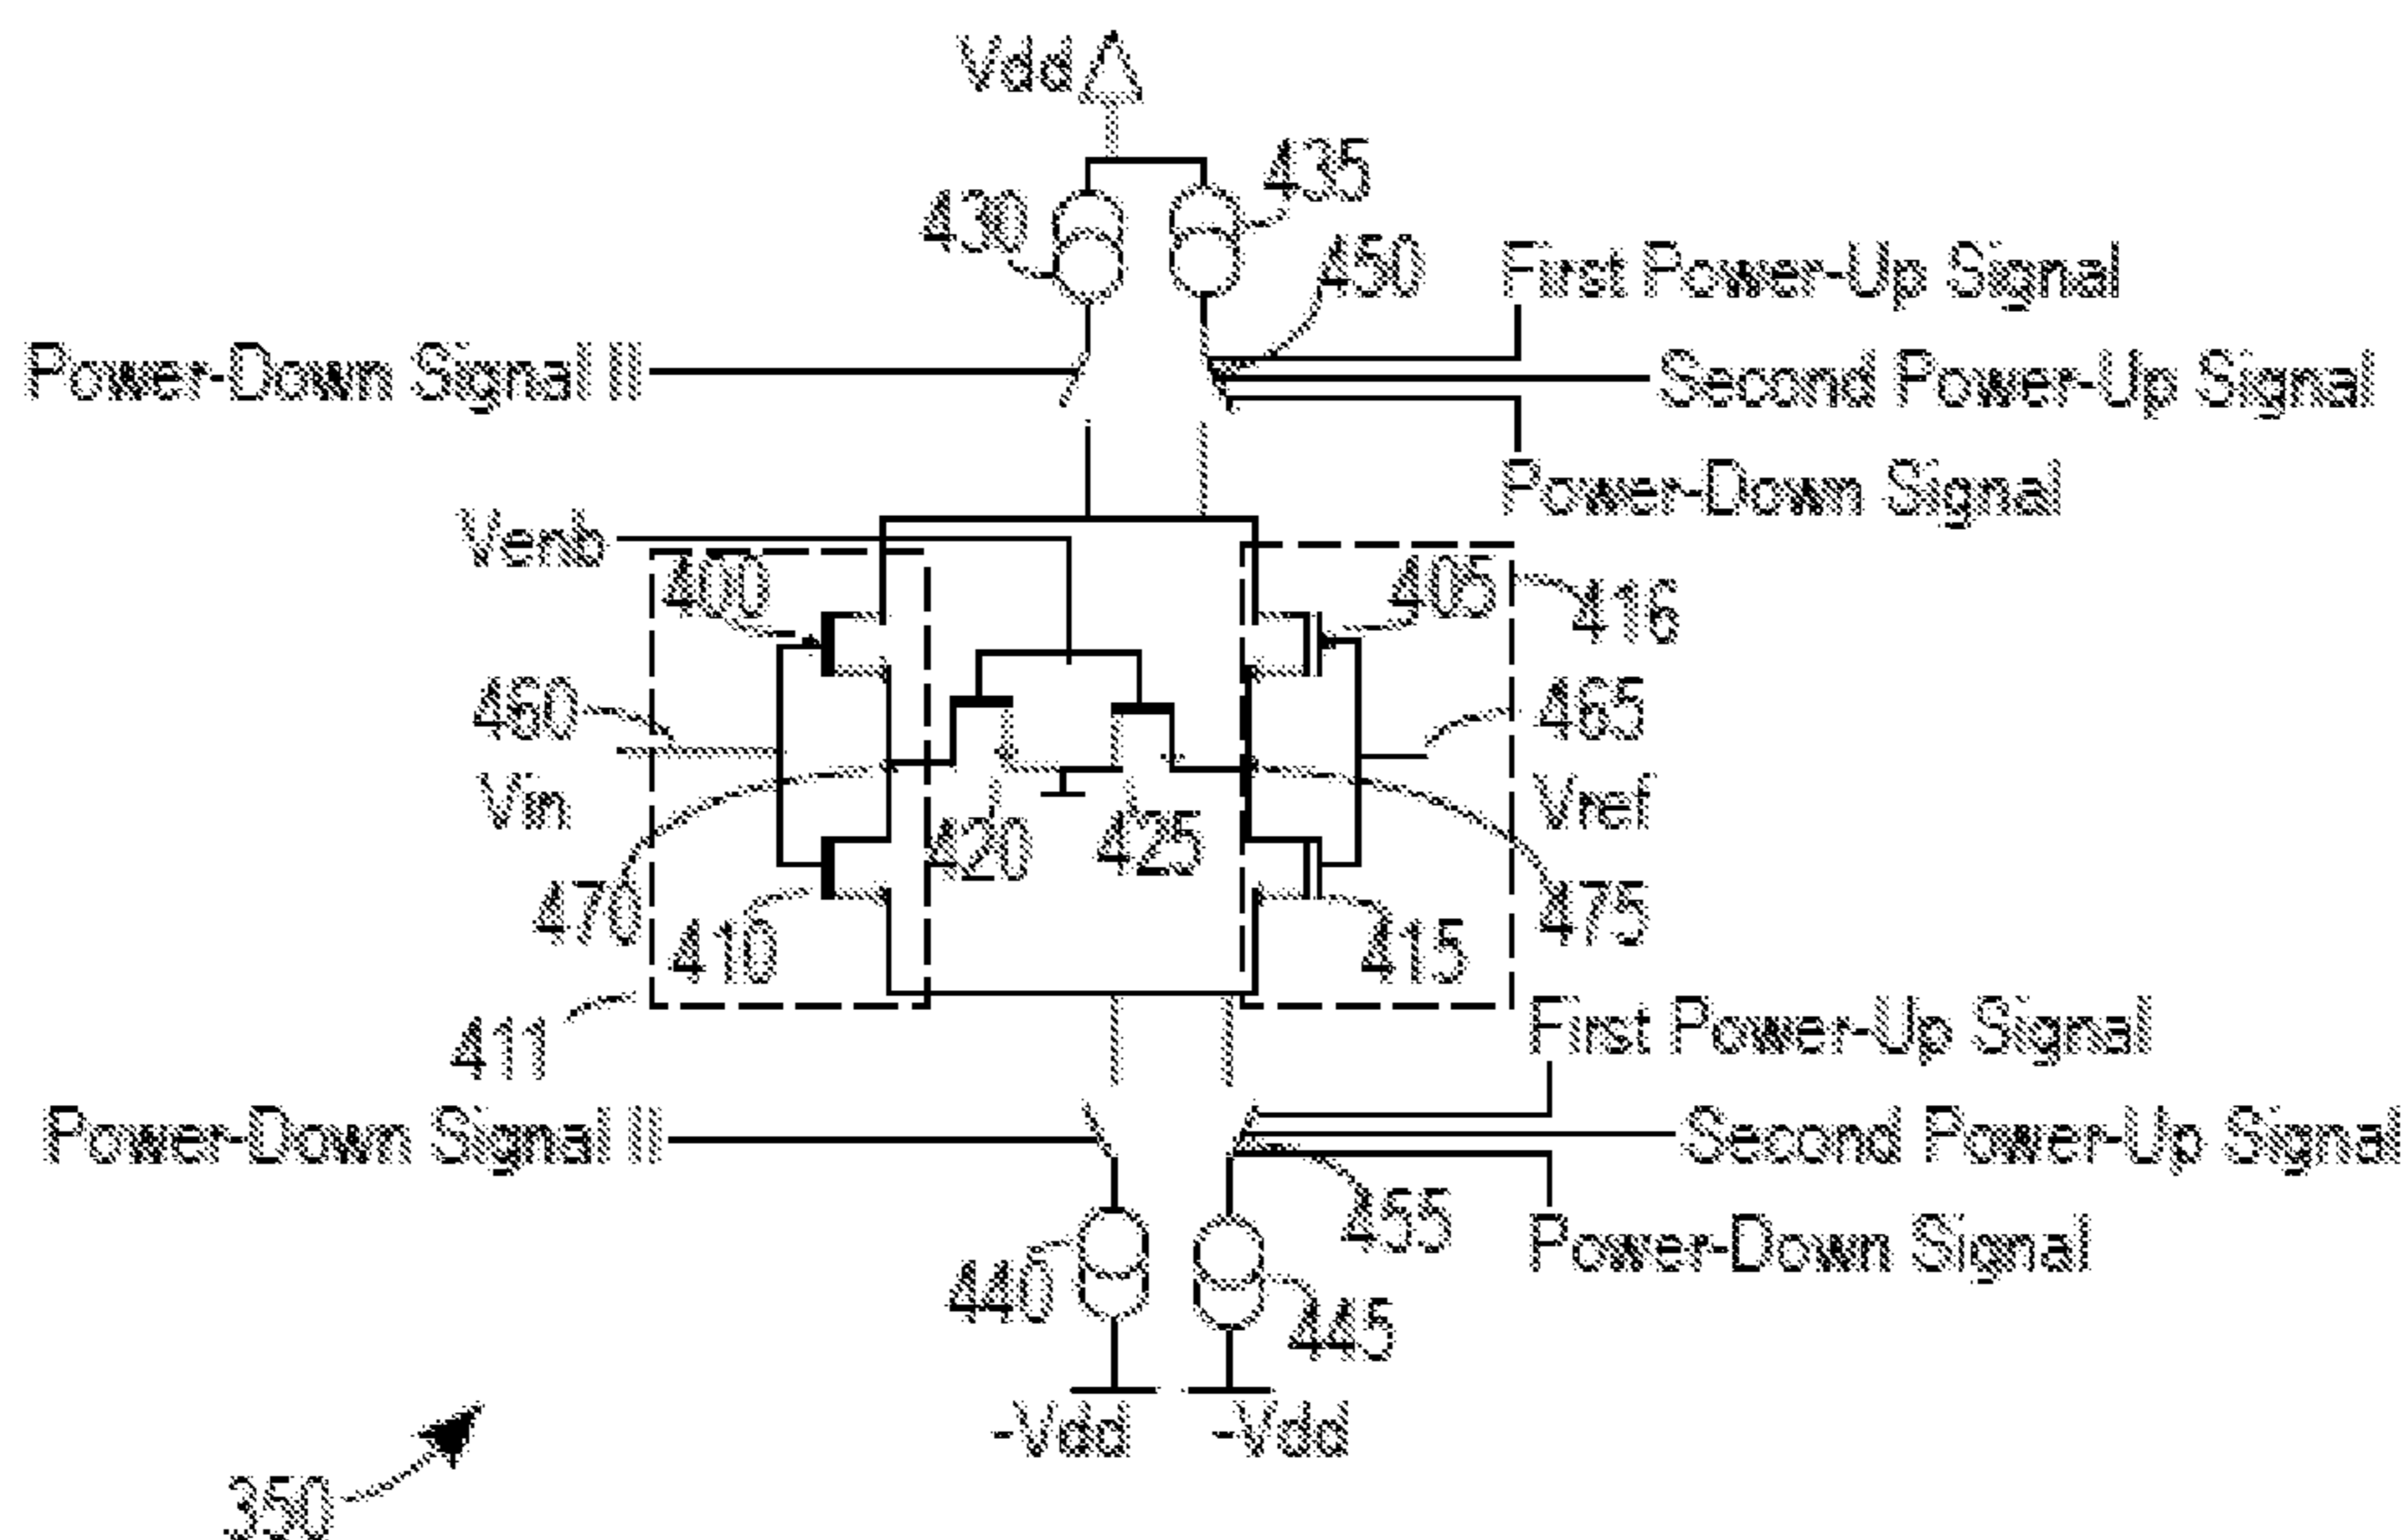 Vdd
435
430
450
First Power-Up Signal
Power-Down Signal II
Second Power-Up Signal
Power-Down Signal
Venb
400
405
416
460
465
Vin
Vref
420
425
470
475
410
415
411
First Power-Up Signal
Power-Down Signal II
Second Power-Up Signal
455
Power-Down Signal
440
445
-Vdd
-Vdd
350